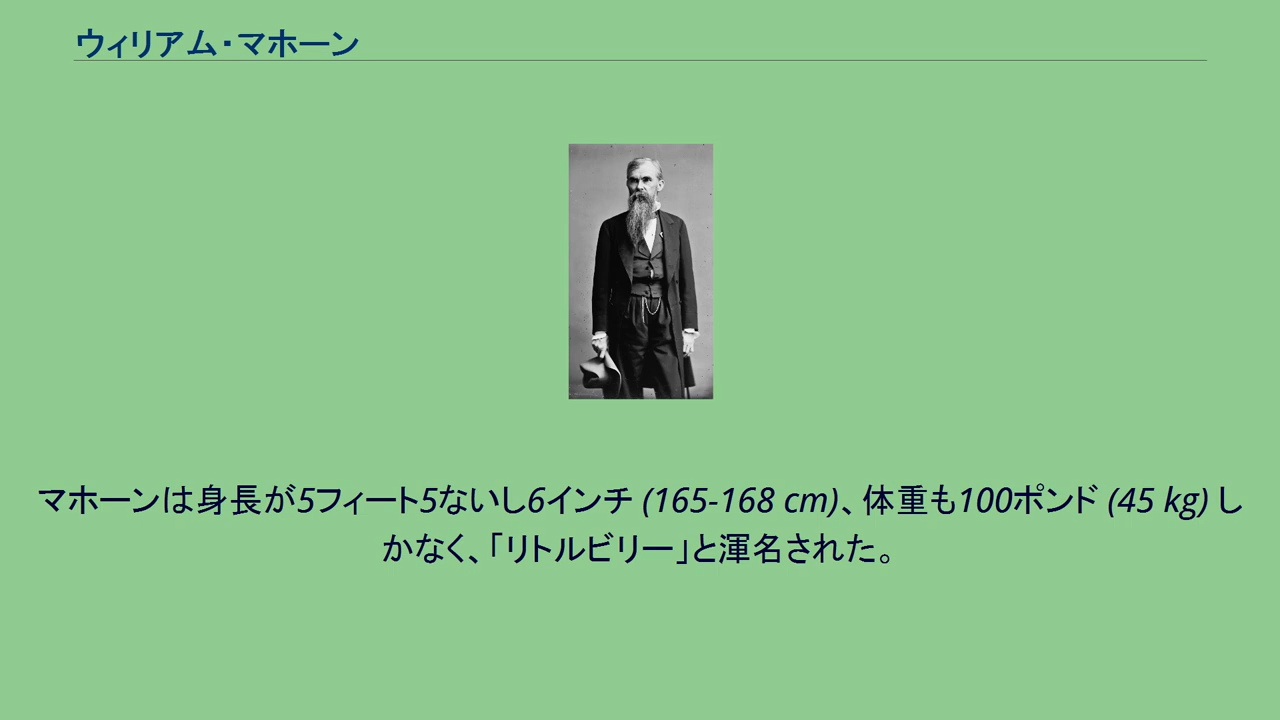 ウィリアム・マホーン
マホーンは身長が5フィート5ないし6インチ (165-168 cm)、体重も100ポンド (45 kg) し
かなく、「リトルビリー」と渾名された。